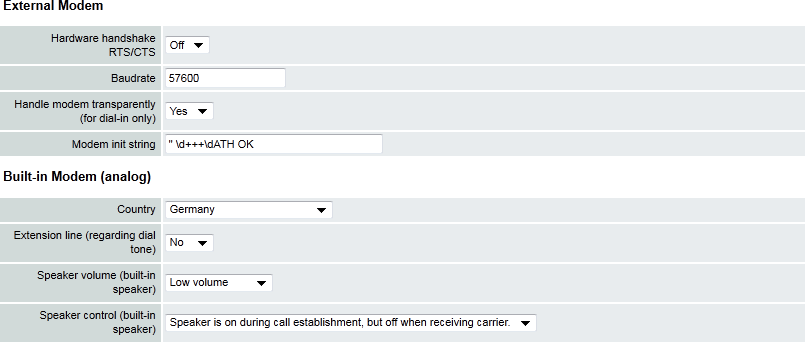 External Modem
Hardware handshake
RTS/CTS
Off
Baudrate
57600
Handle modem transparently
(for dial-in only)
Yes
Modem init string
" \d+++\dATH OK
Built-in Modem (analog)
Country
Germany
Extension line (regarding dial
tone)
No
Speaker volume (built-in
speaker)
Low volume
Speaker control (built-in
speaker)
Speaker is on during call establishment, but off when receiving carrier.